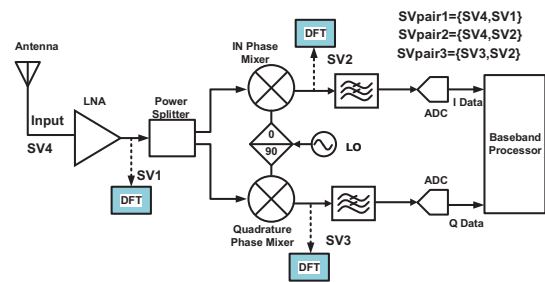 SVpair1={SV4,SV1}
SVpair2={SV4,SV2}
SVpair3={SV3,SV2}
DFT
SV2
IN Phase
Mixer
Antenna
LNA
Power
Splitter
Input
SV4
SV1
DFT
0
90
LO
ADC
I Data
Baseband
Processor
ADC
Q Data
Quadrature
Phase Mixer
SV3
DFT